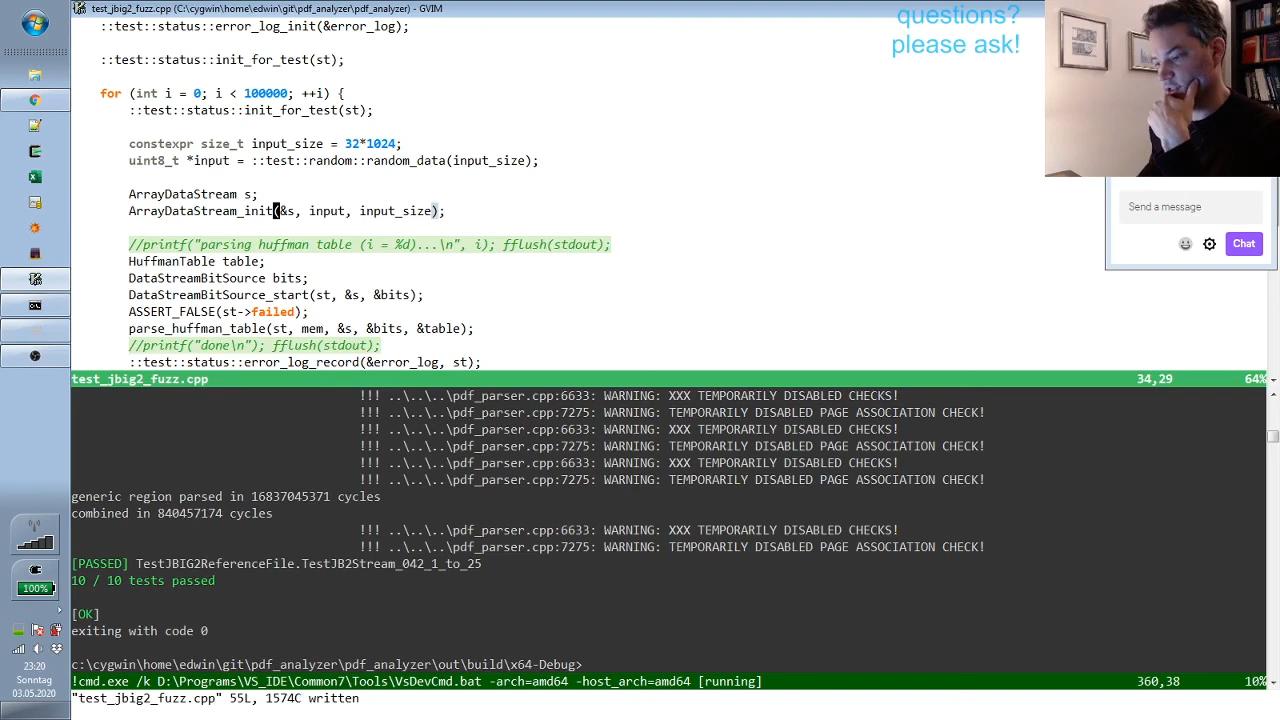 test_jbig2_fuzz.cpp (C:\cygwin\home\edwin\git\pdf_analyzer\pdf_analyzer) - GVIM
::test::status::error_log_init(&error_log);
::test::status::init_for_test(st);
for (int i = 0; i < 100000; ++i) {
::test::status::init_for_test(st);
constexpr size_t input_size = 32*1024;
uint8_t *input = ::test::random::random_data(input_size);
ArrayDataStream s;
ArrayDataStream_init(&s, input, input_size);
//printf("parsing huffman table (i = %d)...\n", i); fflush(stdout);
HuffmanTable table;
DataStreamBitSource bits;
DataStreamBitSource_start(st, &s, &bits);
ASSERT_FALSE(st->failed);
parse_huffman_table(st, mem, &s, &bits, &table);
//printf("done\n"); fflush(stdout);
::test::status::error_log_record(&error_log, st);
test_jbig2_fuzz.cpp 34,29 64%
!!! ..\..\..\pdf_parser.cpp:6633: WARNING: XXX TEMPORARILY DISABLED CHECKS!
!!! ..\..\..\pdf_parser.cpp:7275: WARNING: TEMPORARILY DISABLED PAGE ASSOCIATION CHECK!
!!! ..\..\..\pdf_parser.cpp:6633: WARNING: XXX TEMPORARILY DISABLED CHECKS!
!!! ..\..\..\pdf_parser.cpp:7275: WARNING: TEMPORARILY DISABLED PAGE ASSOCIATION CHECK!
!!! ..\..\..\pdf_parser.cpp:6633: WARNING: XXX TEMPORARILY DISABLED CHECKS!
!!! ..\..\..\pdf_parser.cpp:7275: WARNING: TEMPORARILY DISABLED PAGE ASSOCIATION CHECK!
generic region parsed in 16837045371 cycles
combined in 840457174 cycles
!!! ..\..\..\pdf_parser.cpp:6633: WARNING: XXX TEMPORARILY DISABLED CHECKS!
!!! ..\..\..\pdf_parser.cpp:7275: WARNING: TEMPORARILY DISABLED PAGE ASSOCIATION CHECK!
[PASSED] TestJBIG2ReferenceFile.TestJB2Stream_042_1_to_25
10 / 10 tests passed
[OK]
exiting with code 0
c:\cygwin\home\edwin\git\pdf_analyzer\pdf_analyzer\out\build\x64-Debug>
!cmd.exe /k D:\Programs\VS_IDE\Common7\Tools\VsDevCmd.bat -arch=amd64 -host_arch=amd64 [running] 360,38 10%
"test_jbig2_fuzz.cpp" 55L, 1574C written
questions?
please ask!
Send a message
Chat
100%
23:20
Sonntag
03.05.2020